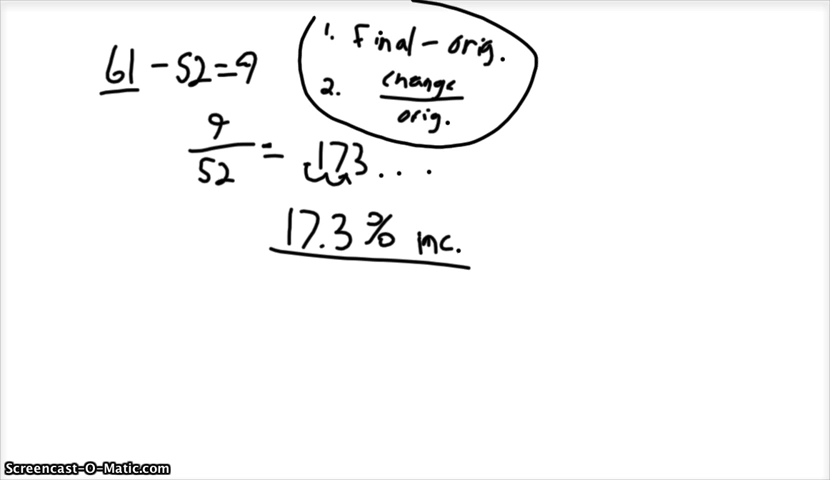 61 - 52 = 9
1. Final - orig.
2. change
orig.
9
52
= .173...
17.3% inc.
Screencast-O-Matic.com